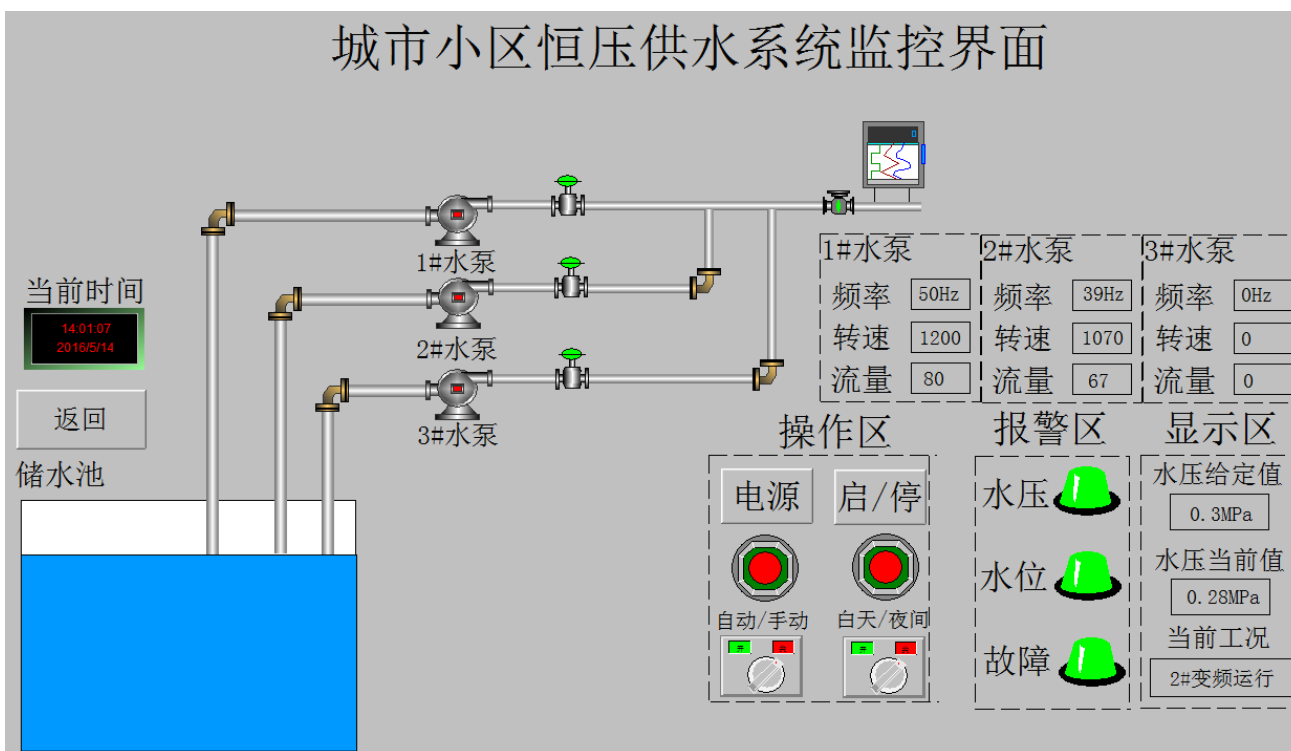 城市小区恒压供水系统监控界面
0
1#水泵
2#水泵
3#水泵
当前时间
14:01:07
2016/5/14
返回
储水池
1#水泵
频率 50Hz
转速 1200
流量 80
2#水泵
频率 39Hz
转速 1070
流量 67
3#水泵
频率 0Hz
转速 0
流量 0
操作区
电源 启/停
自动/手动 白天/夜间
报警区
水压
水位
故障
显示区
水压给定值
0.3MPa
水压当前值
0.28MPa
当前工况
2#变频运行